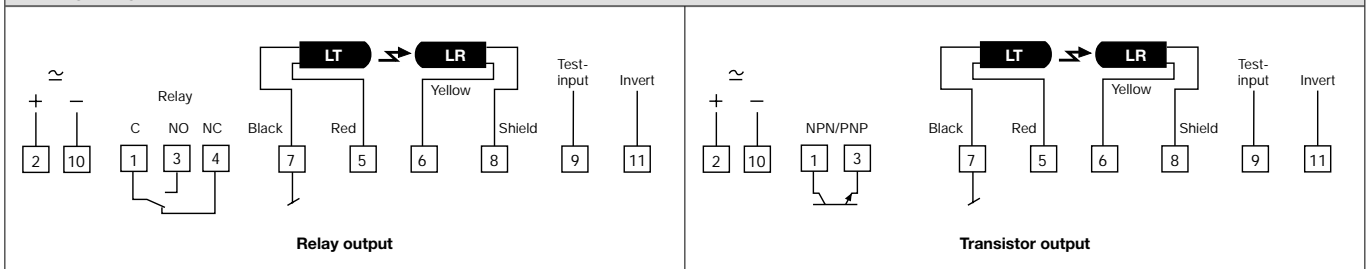 LT LR
Test-
input
Invert
Yellow
≃
+ −
Relay
C NO NC
Black Red Shield
2 10 1 3 4 7 5 6 8 9 11
Relay output
LT LR
Test-
input
Invert
Yellow
≃
+ −
NPN/PNP
Black Red Shield
2 10 1 3 7 5 6 8 9 11
Transistor output